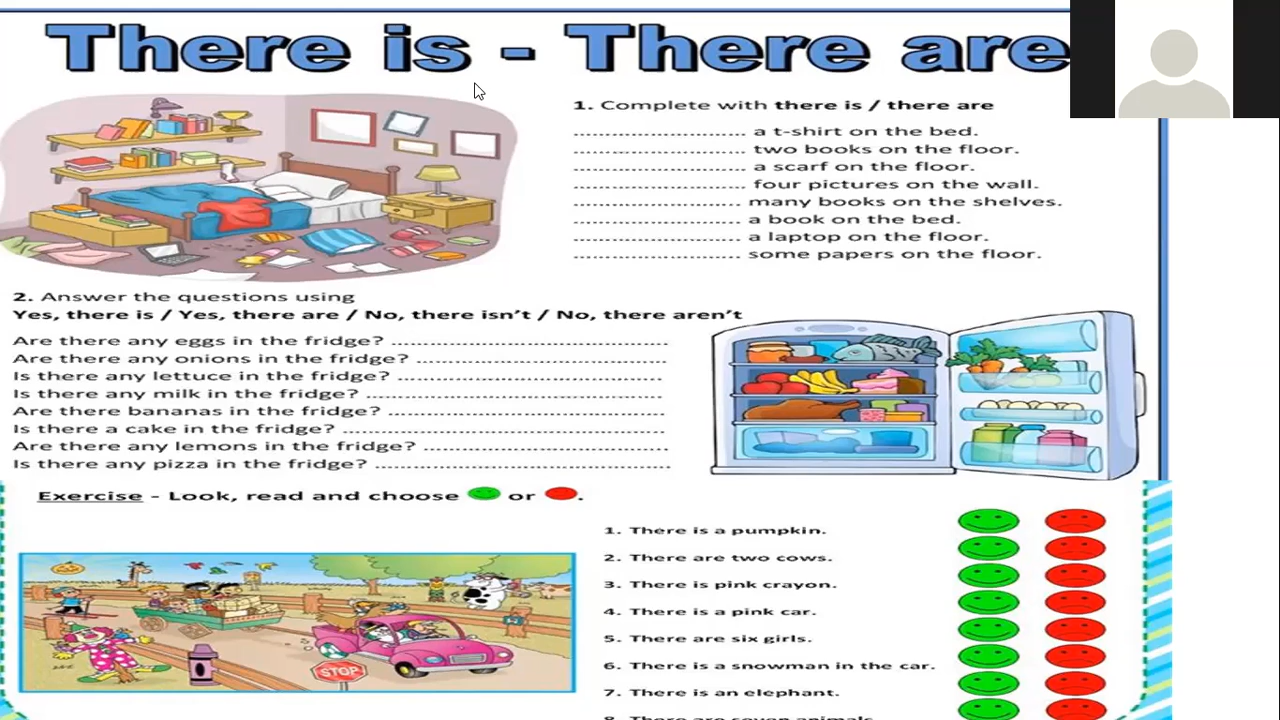 There is - There are
1. Complete with there is / there are
........................... a t-shirt on the bed.
........................... two books on the floor.
........................... a scarf on the floor.
........................... four pictures on the wall.
........................... many books on the shelves.
........................... a book on the bed.
........................... a laptop on the floor.
........................... some papers on the floor.
2. Answer the questions using
Yes, there is / Yes, there are / No, there isn't / No, there aren't
Are there any eggs in the fridge? ..................................................
Are there any onions in the fridge? ............................................
Is there any lettuce in the fridge? ..............................................
Is there any milk in the fridge? ....................................................
Are there bananas in the fridge? .................................................
Is there a cake in the fridge? ........................................................
Are there any lemons in the fridge? ...........................................
Is there any pizza in the fridge? ...................................................
Exercise - Look, read and choose or .
1. There is a pumpkin.
2. There are two cows.
3. There is pink crayon.
4. There is a pink car.
5. There are six girls.
6. There is a snowman in the car.
7. There is an elephant.
8. There are seven animals.
STOP